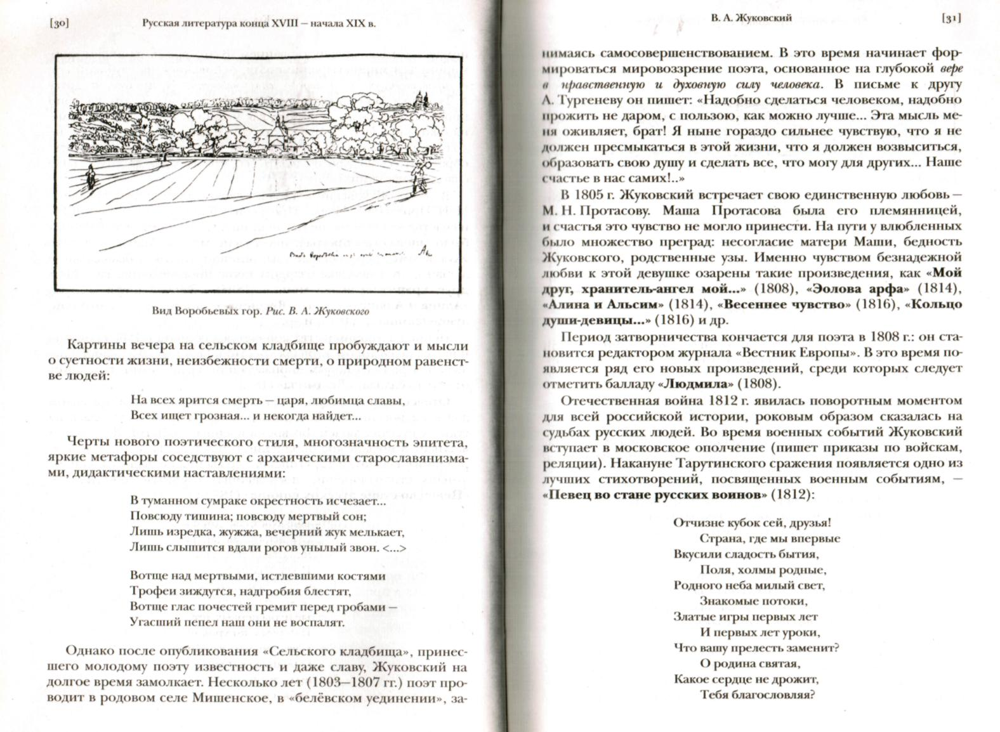 [30]
Русская литература конца XVIII – начала XIX в.
Вид Воробьевых гор. Рис. В. А. Жуковского
Картины вечера на сельском кладбище пробуждают и мысли
о суетности жизни, неизбежности смерти, о природном равенст-
ве людей:
На всех ярится смерть – царя, любимца славы,
Всех ищет грозная... и некогда найдет...
Черты нового поэтического стиля, многозначность эпитета,
яркие метафоры соседствуют с архаическими старославянизма-
ми, дидактическими наставлениями:
В туманном сумраке окрестность исчезает...
Повсюду тишина; повсюду мертвый сон;
Лишь изредка, жужжа, вечерний жук мелькает,
Лишь слышится вдали рогов унылый звон. <...>
Вотще над мертвыми, истлевшими костями
Трофеи зиждутся, надгробия блестят,
Вотще глас почестей гремит перед гробами –
Угасший пепел наш они не воспалят.
Однако после опубликования «Сельского кладбища», принес-
шего молодому поэту известность и даже славу, Жуковский на
долгое время замолкает. Несколько лет (1803–1807 гг.) поэт про-
водит в родовом селе Мишенское, в «белёвском уединении», за-
В. А. Жуковский
[31]
нимаясь самосовершенствованием. В это время начинает фор-
мироваться мировоззрение поэта, основанное на глубокой вере
в нравственную и духовную силу человека. В письме к другу
А. Тургеневу он пишет: «Надобно сделаться человеком, надобно
прожить не даром, с пользою, как можно лучше... Эта мысль ме-
ня оживляет, брат! Я ныне гораздо сильнее чувствую, что я не
должен пресмыкаться в этой жизни, что я должен возвыситься,
образовать свою душу и сделать все, что могу для других... Наше
счастье в нас самих!..»
В 1805 г. Жуковский встречает свою единственную любовь –
М. Н. Протасову. Маша Протасова была его племянницей,
и счастья это чувство не могло принести. На пути у влюбленных
было множество преград: несогласие матери Маши, бедность
Жуковского, родственные узы. Именно чувством безнадежной
любви к этой девушке озарены такие произведения, как «Мой
друг, хранитель-ангел мой...» (1808), «Эолова арфа» (1814),
«Алина и Альсим» (1814), «Весеннее чувство» (1816), «Кольцо
души-девицы...» (1816) и др.
Период затворничества кончается для поэта в 1808 г.: он ста-
новится редактором журнала «Вестник Европы». В это время по-
является ряд его новых произведений, среди которых следует
отметить балладу «Людмила» (1808).
Отечественная война 1812 г. явилась поворотным моментом
для всей российской истории, роковым образом сказалась на
судьбах русских людей. Во время военных событий Жуковский
вступает в московское ополчение (пишет приказы по войскам,
реляции). Накануне Тарутинского сражения появляется одно из
лучших стихотворений, посвященных военным событиям, –
«Певец во стане русских воинов» (1812):
Отчизне кубок сей, друзья!
Страна, где мы впервые
Вкусили сладость бытия,
Поля, холмы родные,
Родного неба милый свет,
Знакомые потоки,
Златые игры первых лет
И первых лет уроки,
Что вашу прелесть заменит?
О родина святая,
Какое сердце не дрожит,
Тебя благословляя?